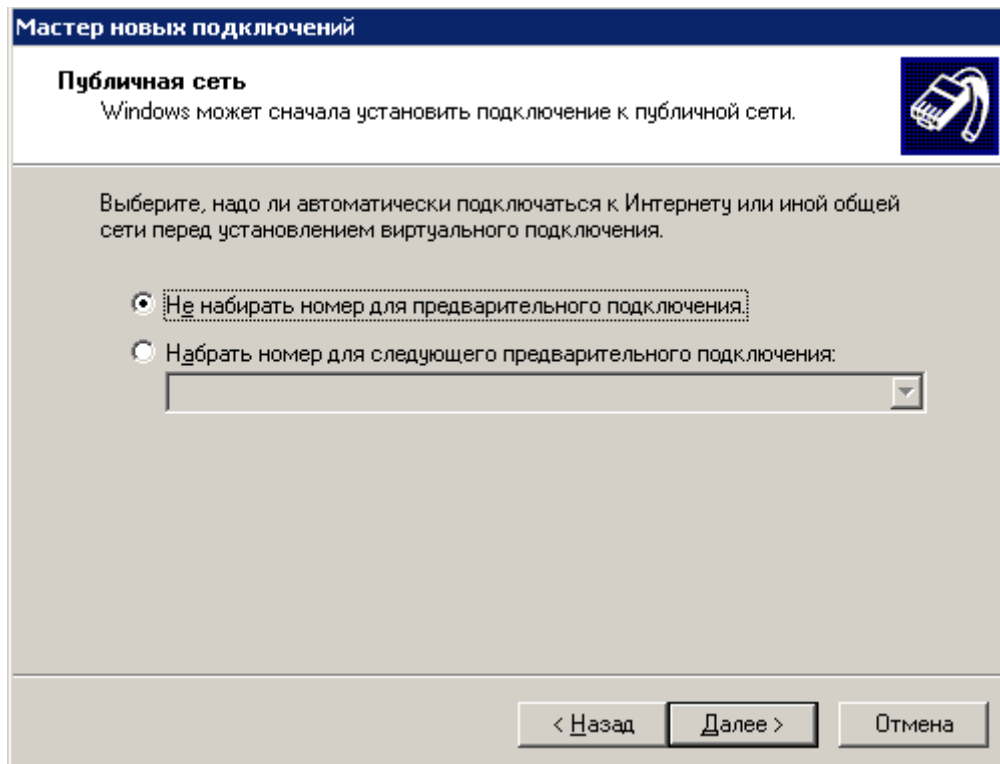 Мастер новых подключений
Публичная сеть
Windows может сначала установить подключение к публичной сети.
Выберите, надо ли автоматически подключаться к Интернету или иной общей
сети перед установлением виртуального подключения.
Не набирать номер для предварительного подключения.
Набрать номер для следующего предварительного подключения:
< Назад Далее > Отмена